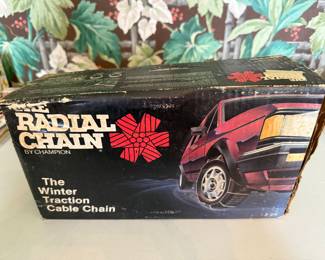 THE
RADIAL
CHAIN
BY CHAMPION
The
Winter
Traction
Cable Chain